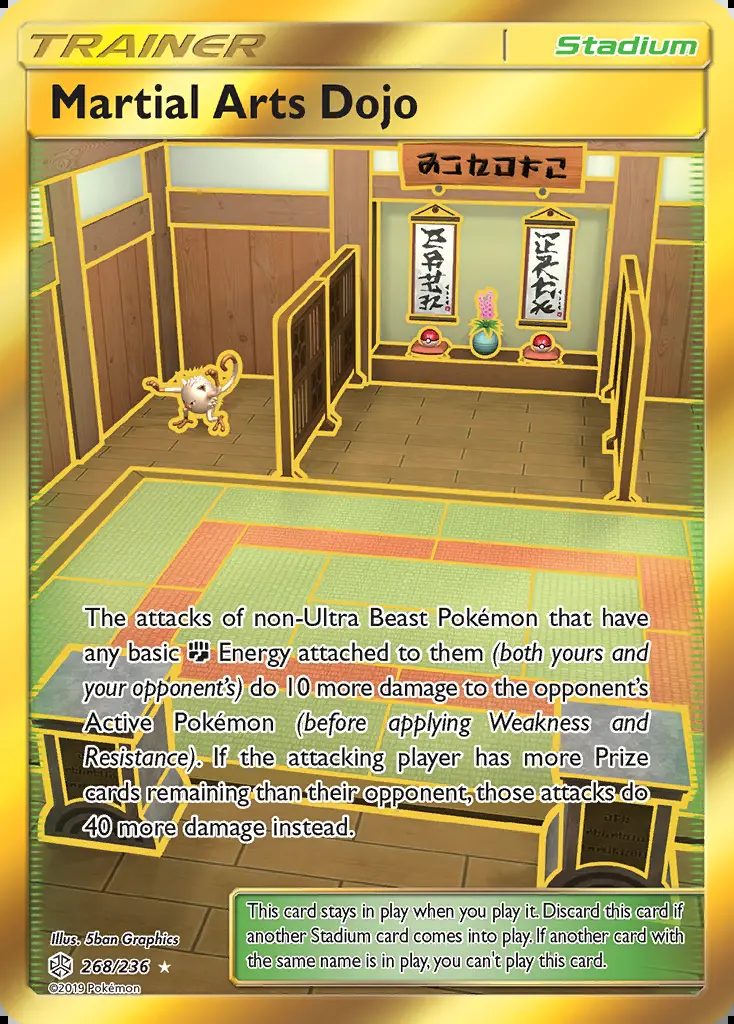 TRAINER
Stadium
Martial Arts Dojo
The attacks of non-Ultra Beast Pokémon that have
any basic Energy attached to them (both yours and
your opponent's) do 10 more damage to the opponent's
Active Pokémon (before applying Weakness and
Resistance). If the attacking player has more Prize
cards remaining than their opponent, those attacks do
40 more damage instead.
This card stays in play when you play it. Discard this card if
another Stadium card comes into play. If another card with
the same name is in play, you can't play this card.
Illus. 5ban Graphics
268/236
©2019 Pokémon